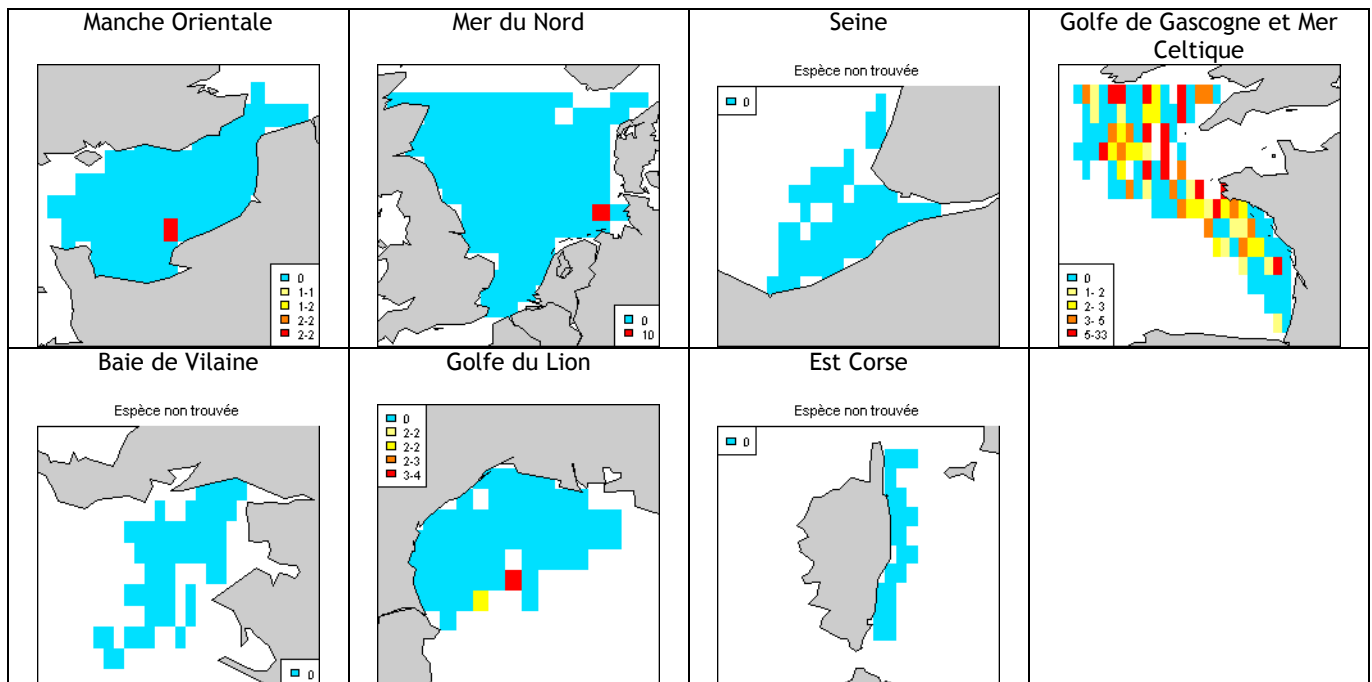 Manche Orientale
0
1-1
1-2
2-2
2-2
Mer du Nord
0
10
Seine
Espèce non trouvée
0
Golfe de Gascogne et Mer
Celtique
0
1- 2
2- 3
3- 5
5-33
Baie de Vilaine
Espèce non trouvée
0
Golfe du Lion
0
2-2
2-2
2-3
3-4
Est Corse
Espèce non trouvée
0